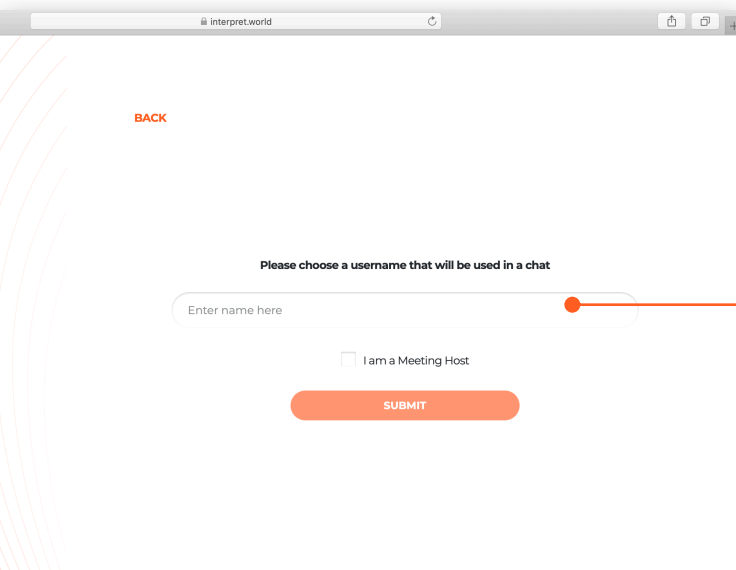 interpret.world
BACK
Please choose a username that will be used in a chat
Enter name here
I am a Meeting Host
SUBMIT